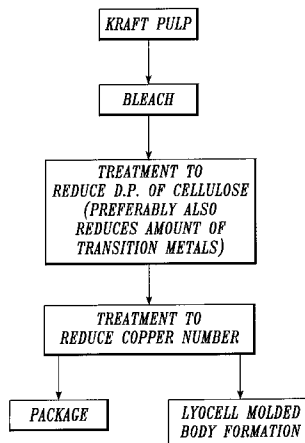 KRAFT PULP
BLEACH
TREATMENT TO
REDUCE D.P. OF CELLULOSE
(PREFERABLY ALSO
REDUCES AMOUNT OF
TRANSITION METALS)
TREATMENT TO
REDUCE COPPER NUMBER
PACKAGE
LYOCELL MOLDED
BODY FORMATION